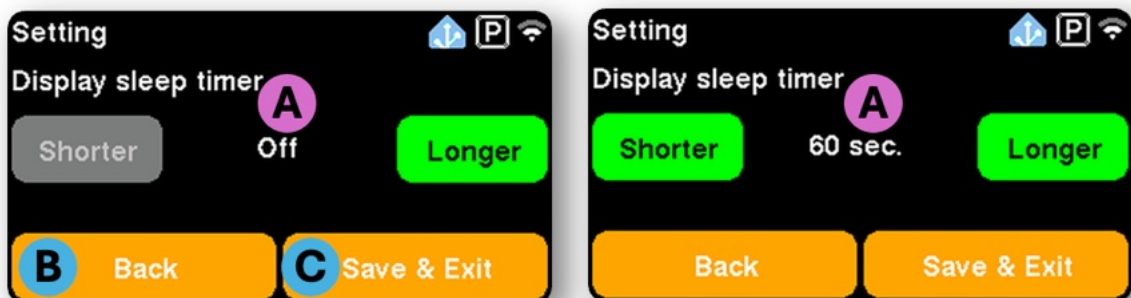 Setting P
Display sleep timer
A
Shorter Off Longer
B Back C Save & Exit
Setting P
Display sleep timer
A
Shorter 60 sec. Longer
Back Save & Exit